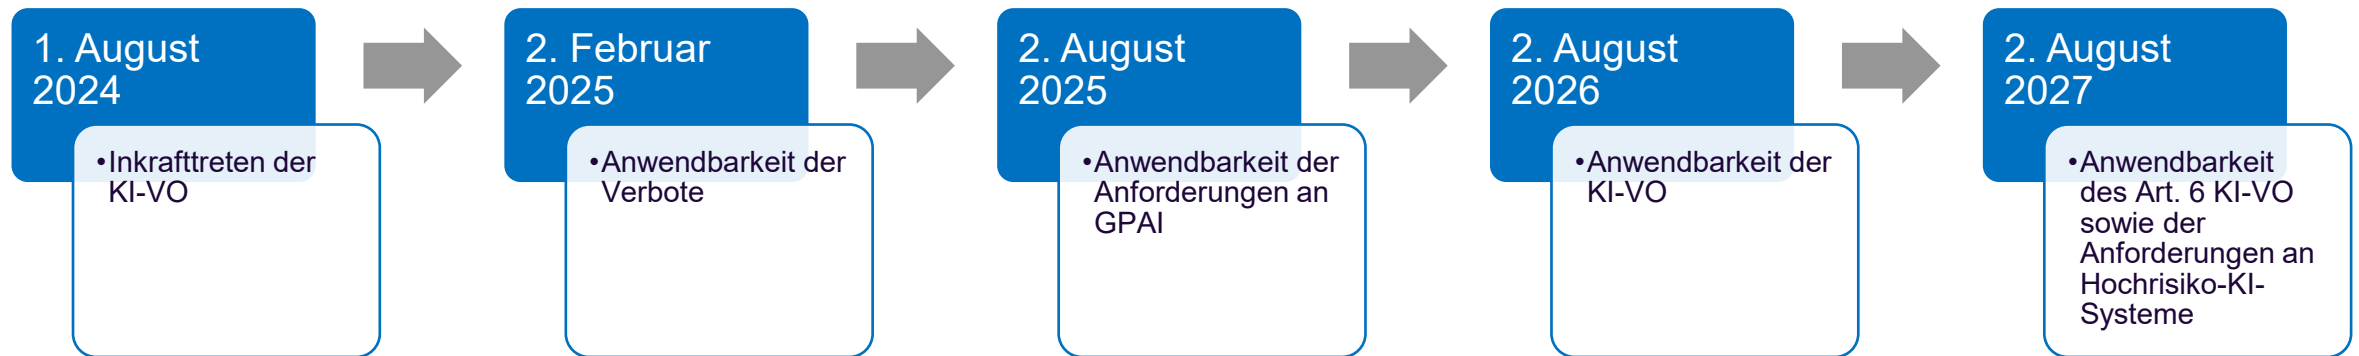 1. August
2024
•Inkrafttreten der
KI-VO
2. Februar
2025
•Anwendbarkeit der
Verbote
2. August
2025
•Anwendbarkeit der
Anforderungen an
GPAI
2. August
2026
•Anwendbarkeit der
KI-VO
2. August
2027
•Anwendbarkeit
des Art. 6 KI-VO
sowie der
Anforderungen an
Hochrisiko-KI-
Systeme